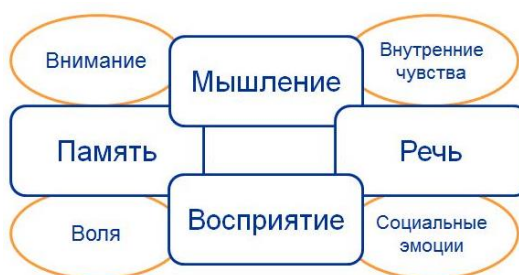 Внимание
Мышление
Внутренние
чувства
Память
Речь
Воля
Восприятие
Социальные
эмоции